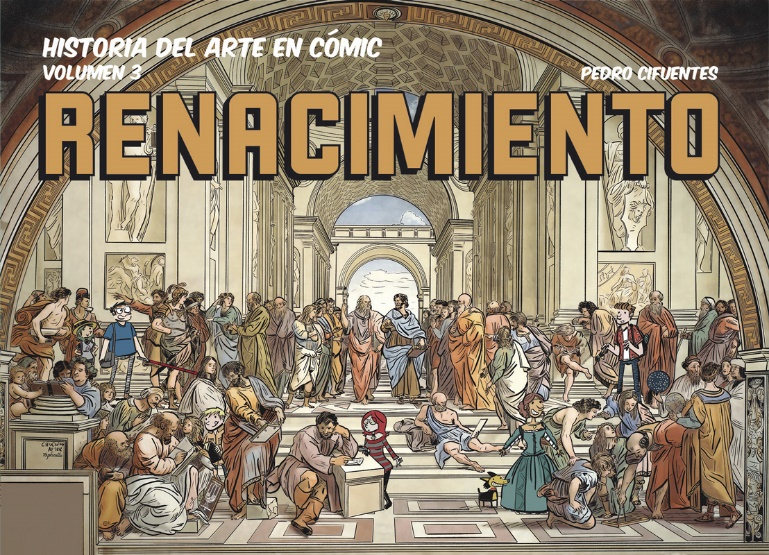 HISTORIA DEL ARTE EN CÓMIC
VOLUMEN 3
PEDRO CIFUENTES
RENACIMIENTO